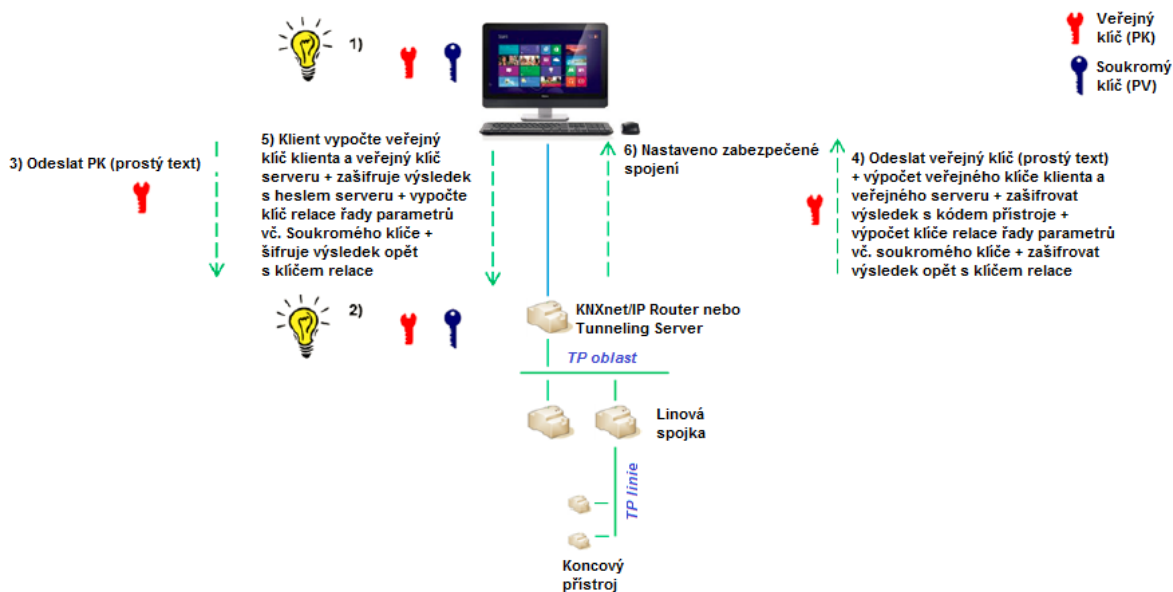 1)
Veřejný
klíč (PK)
Soukromý
klíč (PV)
3) Odeslat PK (prostý text)
5) Klient vypočte veřejný
klíč klienta a veřejný klíč
serveru + zašifruje výsledek
s heslem serveru + vypočte
klíč relace řady parametrů
vč. Soukromého klíče +
šifruje výsledek opět
s klíčem relace
6) Nastaveno zabezpečené
spojení
4) Odeslat veřejný klíč (prostý text)
+ výpočet veřejného klíče klienta a
veřejného serveru + zašifrovat
výsledek s kódem přístroje +
výpočet klíče relace řady parametrů
vč. soukromého klíče + zašifrovat
výsledek opět s klíčem relace
2)
KNXnet/IP Router nebo
Tunneling Server
TP oblast
Linová
spojka
TP linie
Koncový
přístroj